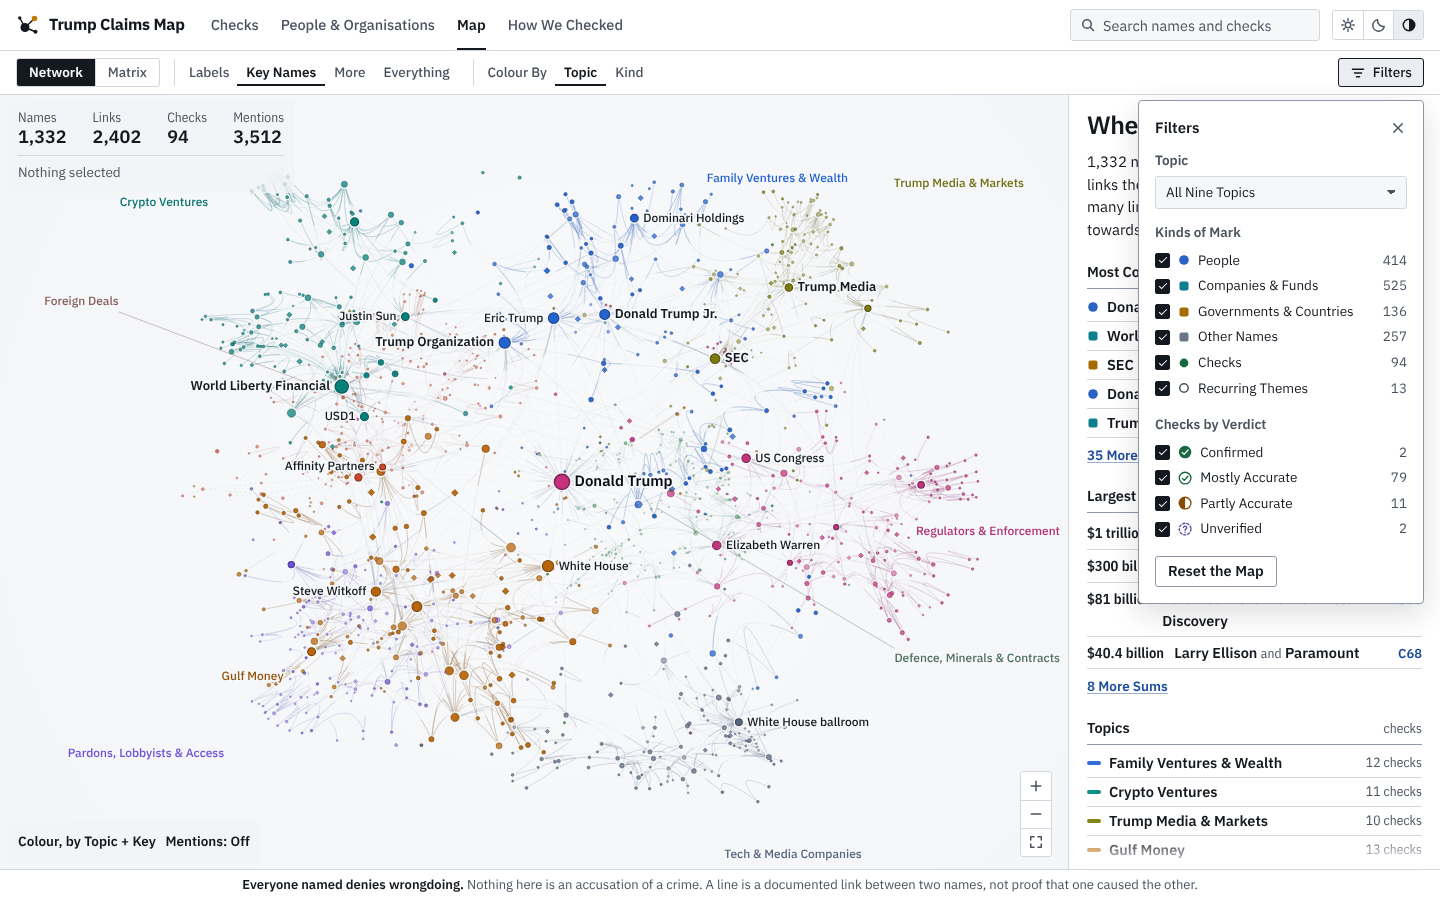 Trump Claims Map
Checks
People & Organisations
Map
How We Checked
Search names and checks
Network
Matrix
Labels
Key Names
More
Everything
Colour By
Topic
Kind
Filters
Names
Links
Checks
Mentions
1,332
2,402
94
3,512
Nothing selected
Crypto Ventures
Family Ventures & Wealth
Trump Media & Markets
Dominari Holdings
Foreign Deals
Trump Media
Justin Sun
Eric Trump
Donald Trump Jr.
Trump Organization
SEC
World Liberty Financial
USD1
Affinity Partners
US Congress
Donald Trump
Regulators & Enforcement
Elizabeth Warren
White House
Steve Witkoff
Defence, Minerals & Contracts
Gulf Money
White House ballroom
Pardons, Lobbyists & Access
Colour, by Topic + Key
Mentions: Off
Tech & Media Companies
1,332
links
many
towards
Most
SEC
35 More
Largest
$1
$300
$81
Discovery
$40.4 billion Larry Ellison and Paramount C68
8 More Sums
Topics checks
Family Ventures & Wealth 12 checks
Crypto Ventures 11 checks
Trump Media & Markets 10 checks
Gulf Money 13 checks
Filters
Topic
All Nine Topics
Kinds of Mark
People 414
Companies & Funds 525
Governments & Countries 136
Other Names 257
Checks 94
Recurring Themes 13
Checks by Verdict
Confirmed 2
Mostly Accurate 79
Partly Accurate 11
Unverified 2
Reset the Map
Everyone named denies wrongdoing. Nothing here is an accusation of a crime. A line is a documented link between two names, not proof that one caused the other.